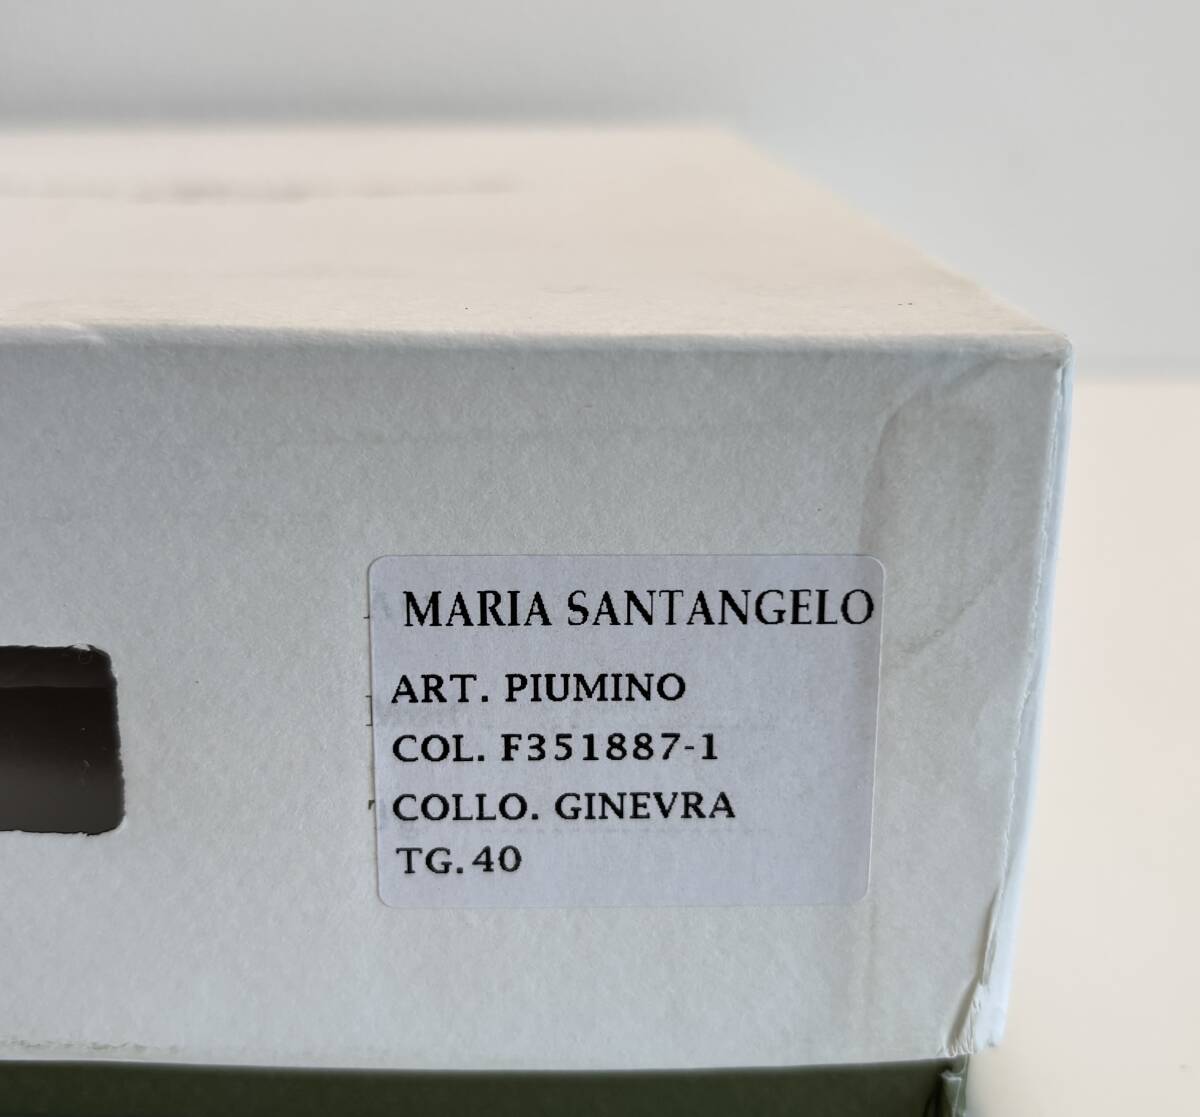 MARIA SANTANGELO
ART. PIUMINO
COL. F351887-1
COLLO. GINEVRA
TG. 40